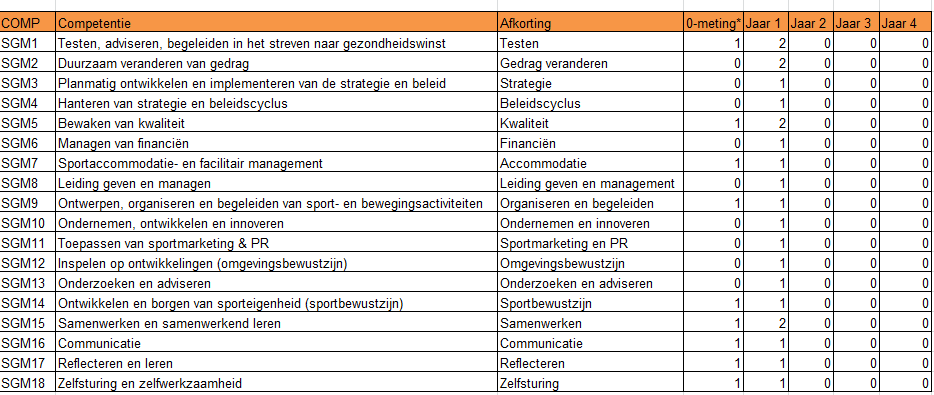 COMP Competentie Afkorting 0-meting* Jaar 1 Jaar 2 Jaar 3 Jaar 4
SGM1 Testen, adviseren, begeleiden in het streven naar gezondheidswinst Testen 1 2 0 0 0
SGM2 Duurzaam veranderen van gedrag Gedrag veranderen 0 2 0 0 0
SGM3 Planmatig ontwikkelen en implementeren van de strategie en beleid Strategie 0 1 0 0 0
SGM4 Hanteren van strategie en beleidscyclus Beleidscyclus 0 1 0 0 0
SGM5 Bewaken van kwaliteit Kwaliteit 1 2 0 0 0
SGM6 Managen van financiën Financiën 0 1 0 0 0
SGM7 Sportaccommodatie- en facilitair management Accommodatie 1 1 0 0 0
SGM8 Leiding geven en managen Leiding geven en management 0 1 0 0 0
SGM9 Ontwerpen, organiseren en begeleiden van sport- en bewegingsactiviteiten Organiseren en begeleiden 1 1 0 0 0
SGM10 Ondernemen, ontwikkelen en innoveren Ondernemen en innoveren 0 1 0 0 0
SGM11 Toepassen van sportmarketing & PR Sportmarketing en PR 0 1 0 0 0
SGM12 Inspelen op ontwikkelingen (omgevingsbewustzijn) Omgevingsbewustzijn 0 1 0 0 0
SGM13 Onderzoeken en adviseren Onderzoeken en adviseren 0 1 0 0 0
SGM14 Ontwikkelen en borgen van sporteigenheid (sportbewustzijn) Sportbewustzijn 1 1 0 0 0
SGM15 Samenwerken en samenwerkend leren Samenwerken 1 2 0 0 0
SGM16 Communicatie Communicatie 1 1 0 0 0
SGM17 Reflecteren en leren Reflecteren 1 1 0 0 0
SGM18 Zelfsturing en zelfwerkzaamheid Zelfsturing 1 1 0 0 0